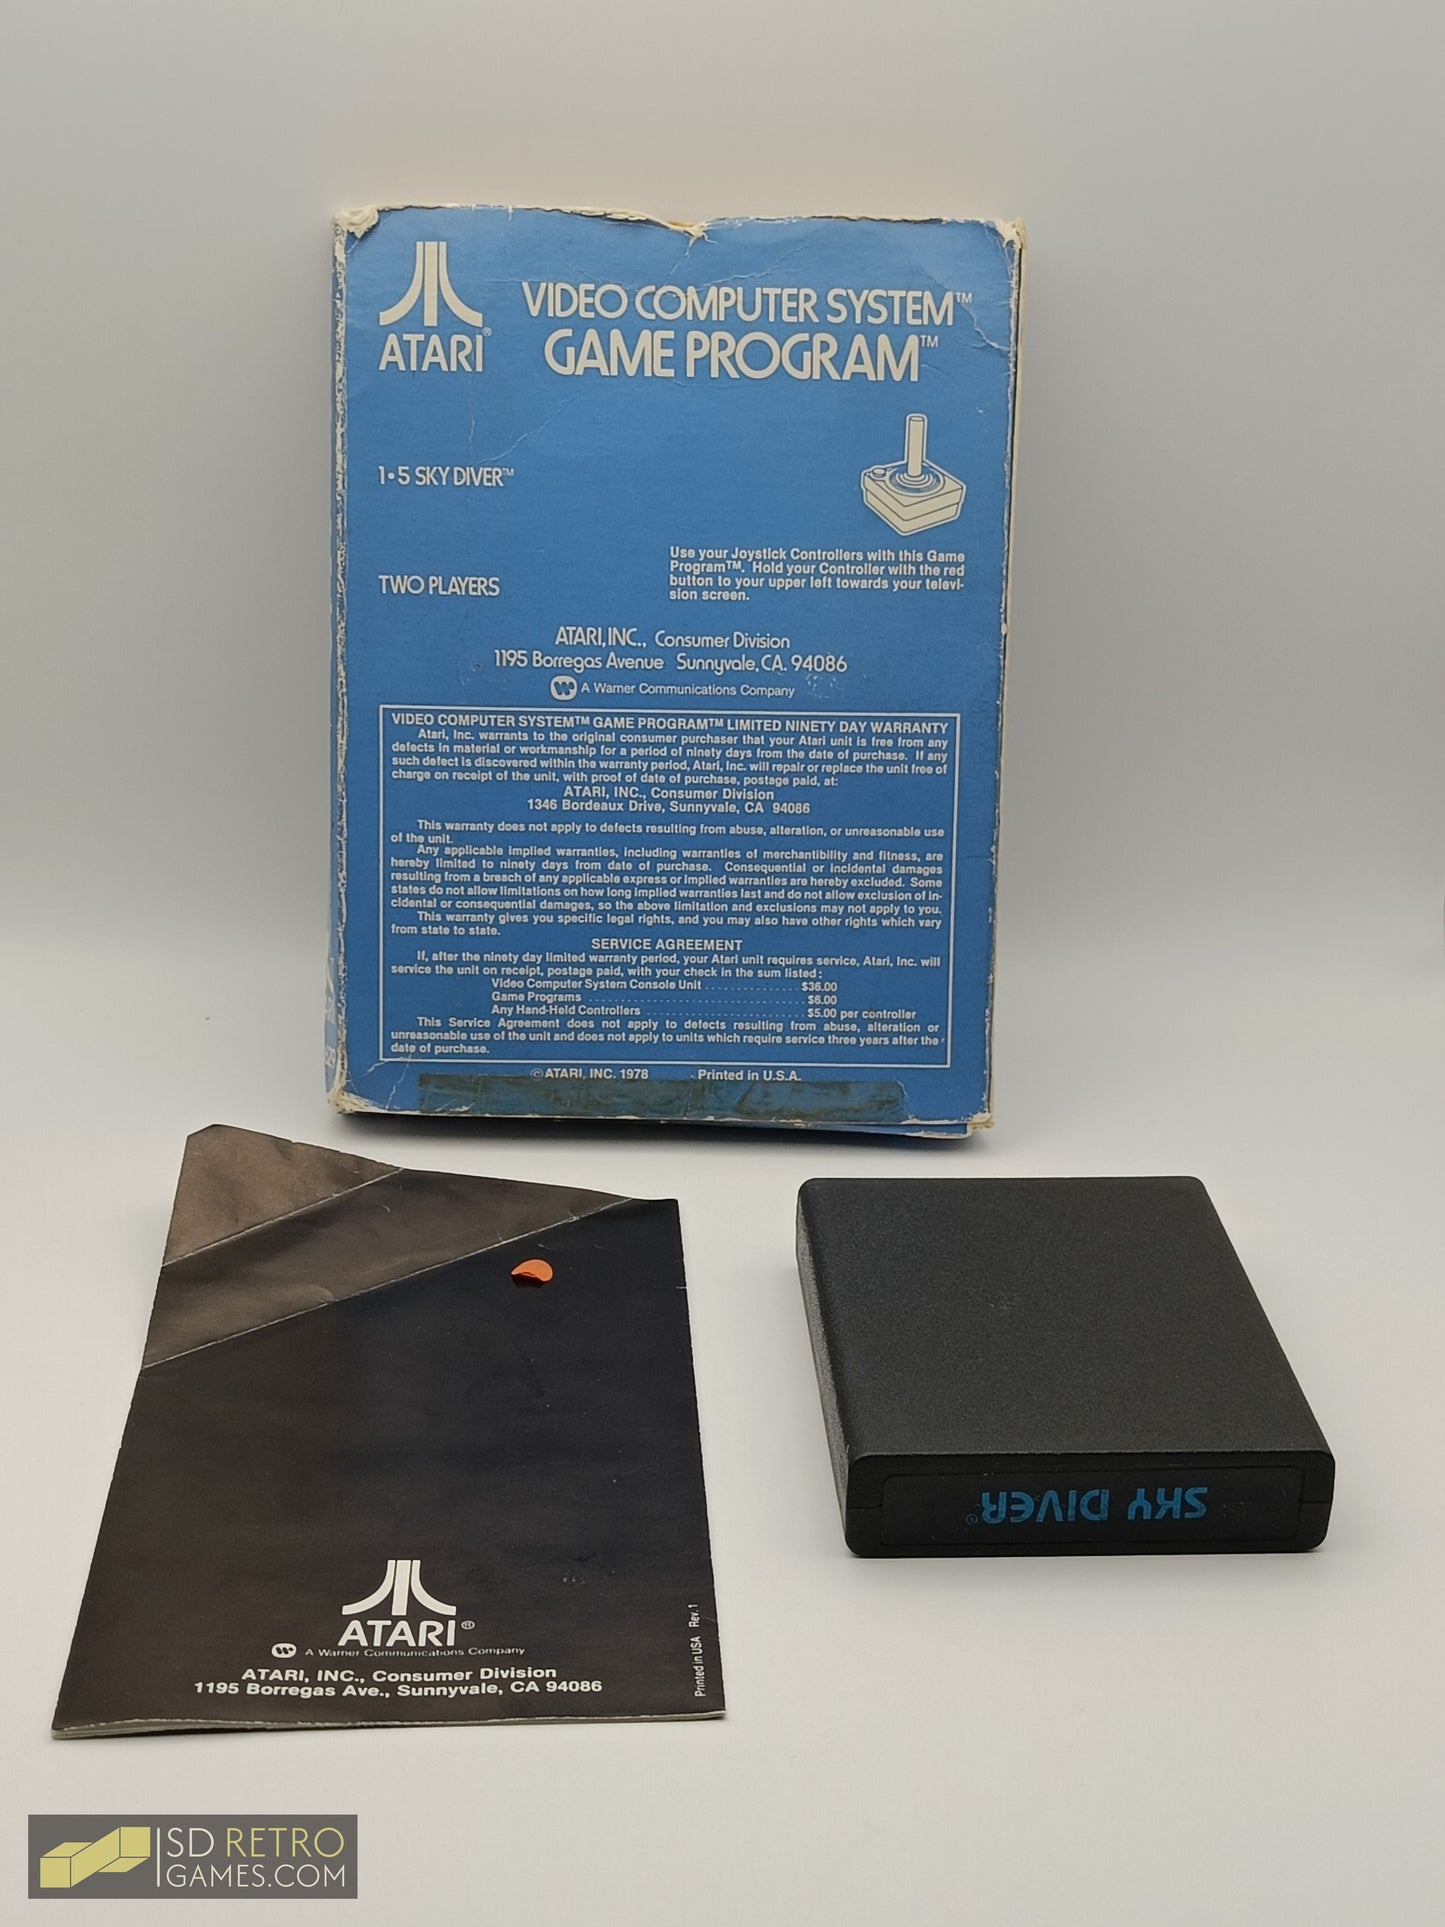 ATARI®
VIDEO COMPUTER SYSTEM™
GAME PROGRAM™
1•5 SKY DIVER™
Use your Joystick Controllers with this Game
Program™. Hold your Controller with the red
button to your upper left towards your televi-
sion screen.
TWO PLAYERS
ATARI, INC., Consumer Division
1195 Borregas Avenue Sunnyvale, CA. 94086
A Warner Communications Company
VIDEO COMPUTER SYSTEM™ GAME PROGRAM™ LIMITED NINETY DAY WARRANTY
Atari, Inc. warrants to the original consumer purchaser that your Atari unit is free from any
defects in material or workmanship for a period of ninety days from the date of purchase. If any
such defect is discovered within the warranty period, Atari, Inc. will repair or replace the unit free of
charge on receipt of the unit, with proof of date of purchase, postage paid, at:
ATARI, INC., Consumer Division
1346 Bordeaux Drive, Sunnyvale, CA 94086
This warranty does not apply to defects resulting from abuse, alteration, or unreasonable use
of the unit.
Any applicable implied warranties, including warranties of merchantibility and fitness, are
hereby limited to ninety days from date of purchase. Consequential or incidental damages
resulting from a breach of any applicable express or implied warranties are hereby excluded. Some
states do not allow limitations on how long implied warranties last and do not allow exclusion of in-
cidental or consequential damages, so the above limitation and exclusions may not apply to you.
This warranty gives you specific legal rights, and you may also have other rights which vary
from state to state.
SERVICE AGREEMENT
If, after the ninety day limited warranty period, your Atari unit requires service, Atari, Inc. will
service the unit on receipt, postage paid, with your check in the sum listed:
Video Computer System Console Unit .............. $36.00
Game Programs .............................. $6.00
Any Hand-Held Controllers ...................... $5.00 per controller
This Service Agreement does not apply to defects resulting from abuse, alteration or
unreasonable use of the unit and does not apply to units which require service three years after the
date of purchase.
© ATARI, INC. 1978 Printed in U.S.A.
ATARI®
A Warner Communications Company
ATARI, INC., Consumer Division
1195 Borregas Ave., Sunnyvale, CA 94086
Printed in USA Rev. 1
SKY DIVER©
SD RETRO
GAMES.COM